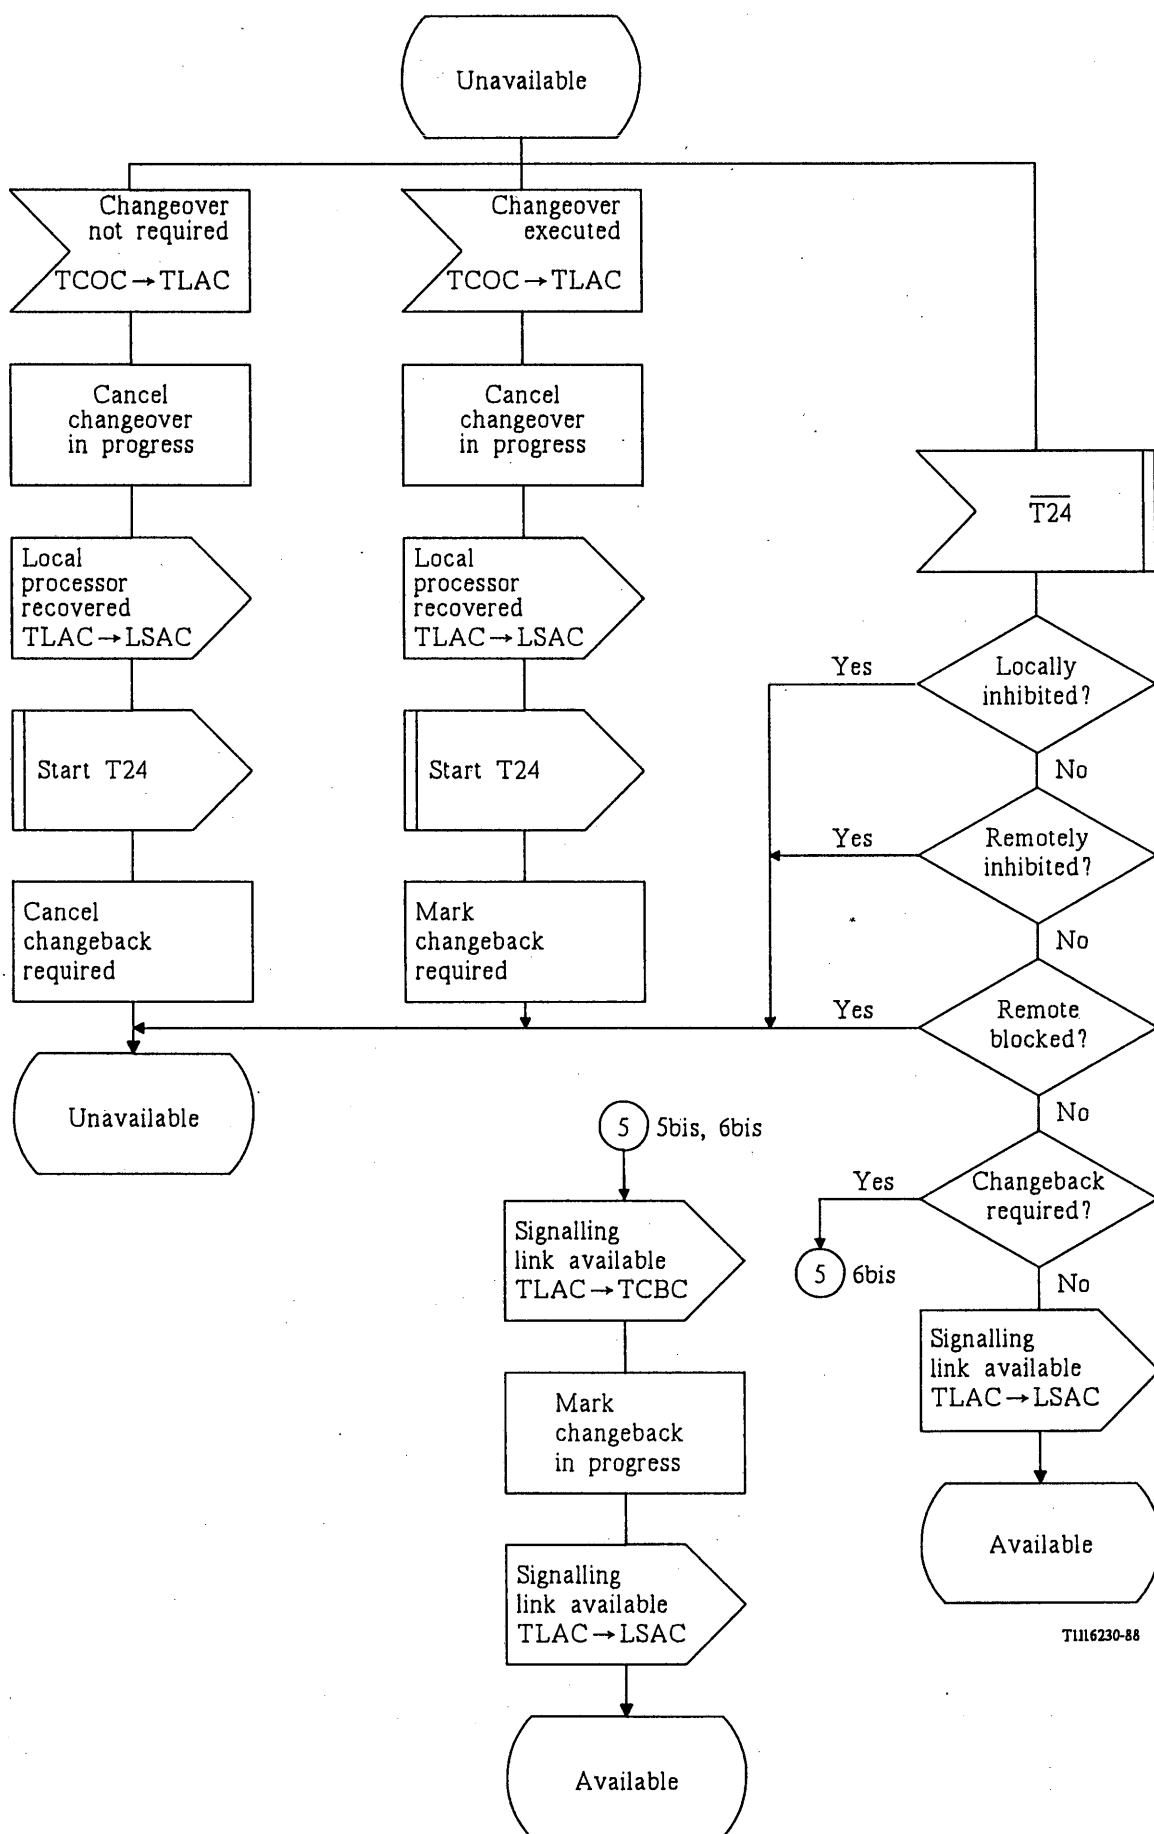 Unavailable
Changeover
not required
TCOC→TLAC
Changeover
executed
TCOC→TLAC
Cancel
changeover
in progress
Cancel
changeover
in progress
T24
Local
processor
recovered
TLAC→LSAC
Local
processor
recovered
TLAC→LSAC
Yes
Locally
inhibited?
No
Start T24
Start T24
Yes
Remotely
inhibited?
No
Cancel
changeback
required
Mark
changeback
required
Yes
Remote
blocked?
No
Unavailable
5 5bis, 6bis
Yes
Changeback
required?
No
5 6bis
Signalling
link available
TLAC→TCBC
Signalling
link available
TLAC→LSAC
Mark
changeback
in progress
Available
Signalling
link available
TLAC→LSAC
T1116230-88
Available